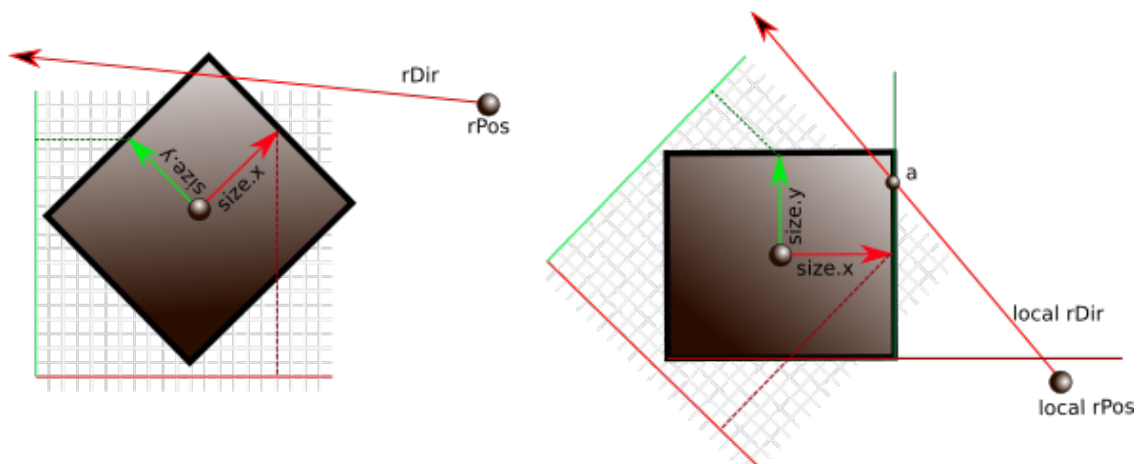 rDir
rPos
size.y
size.x
a
size.y
size.x
local rDir
local rPos